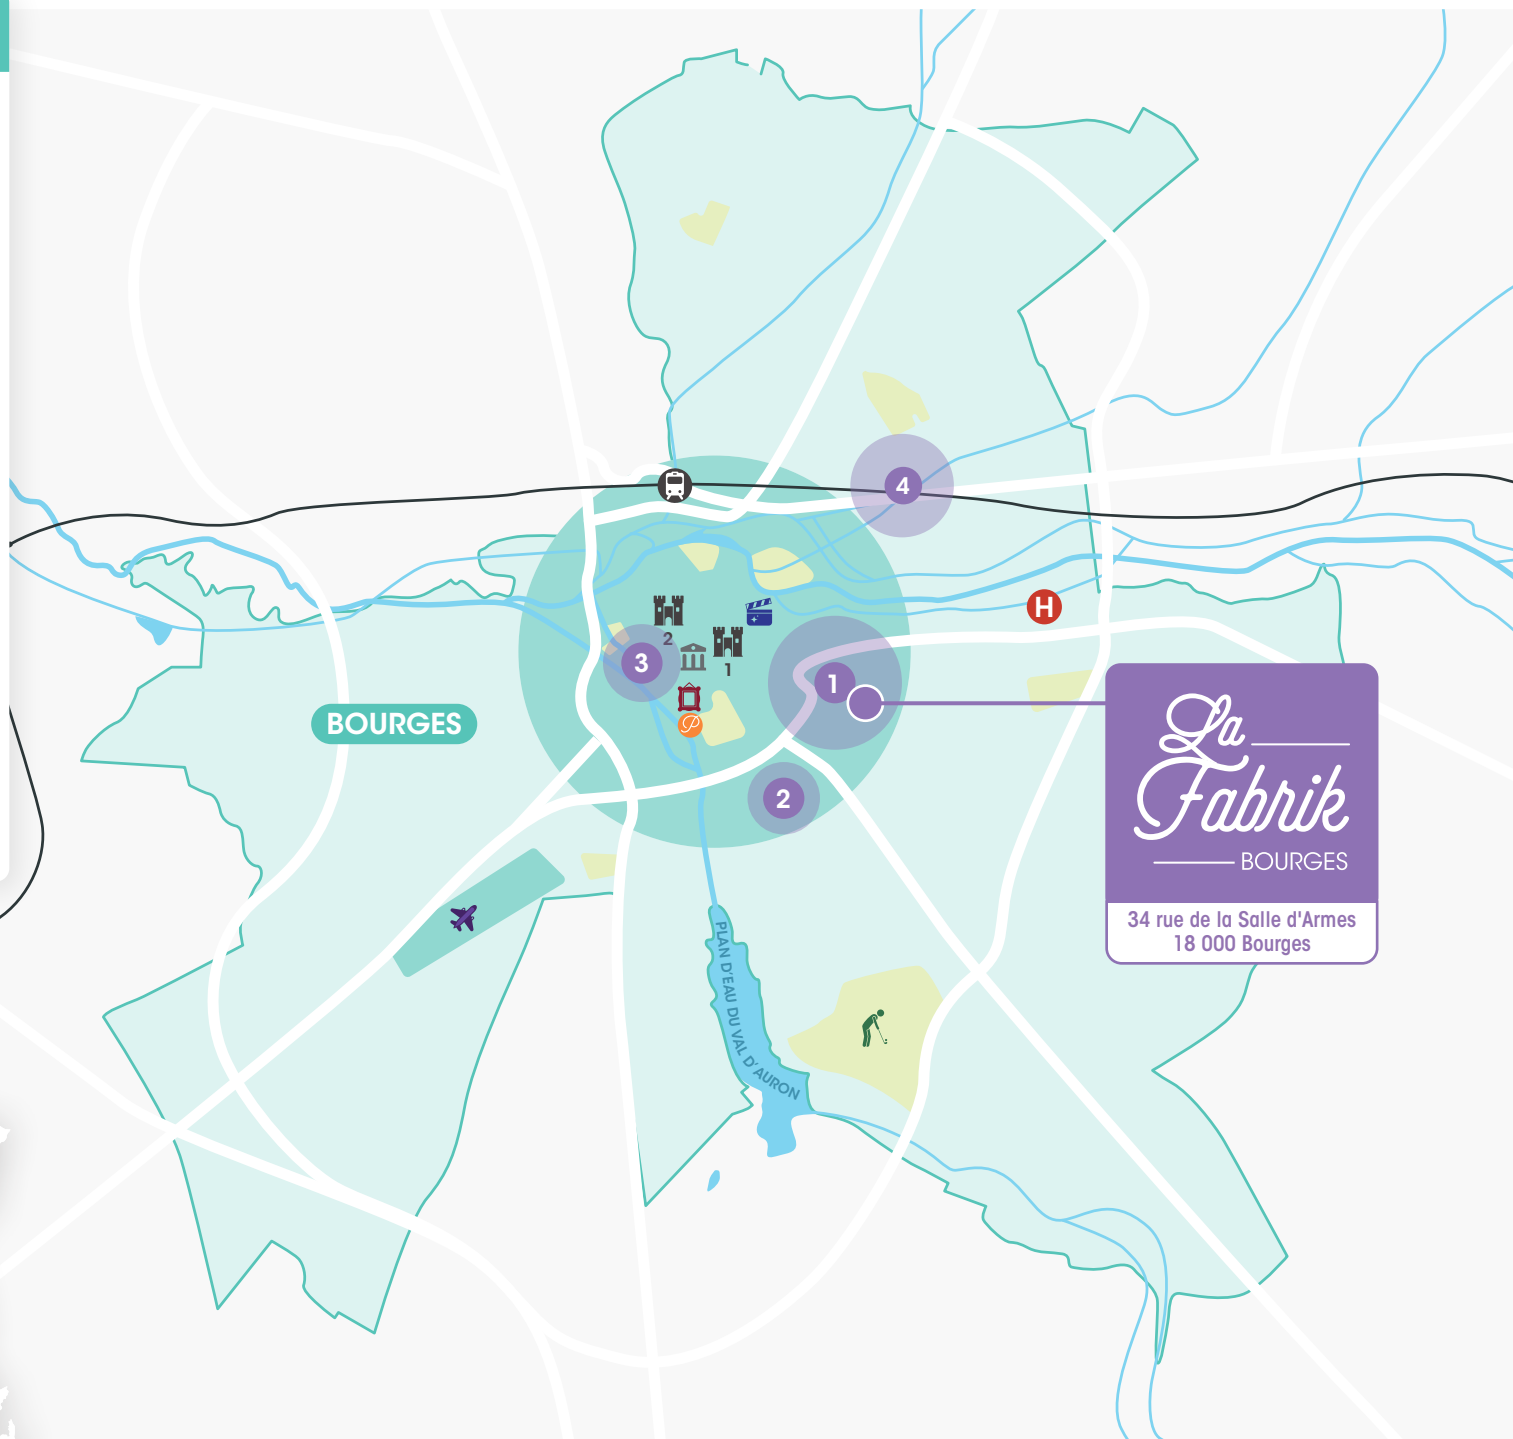 4
2
H
3
1
1
P
BOURGES
2
La
Fabrik
BOURGES
34 rue de la Salle d'Armes
18 000 Bourges
PLAN D'EAU DU VAL D'AURON